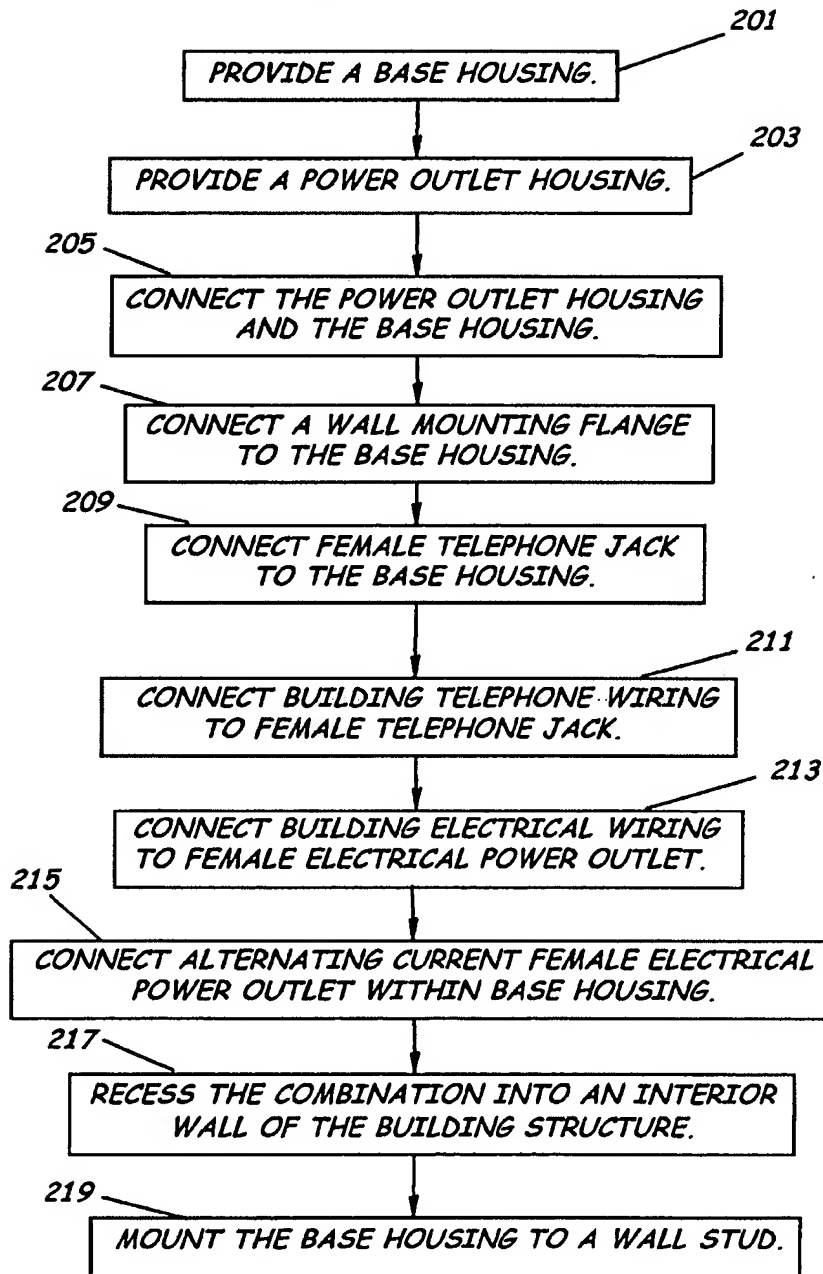 201
PROVIDE A BASE HOUSING.
203
PROVIDE A POWER OUTLET HOUSING.
205
CONNECT THE POWER OUTLET HOUSING
AND THE BASE HOUSING.
207
CONNECT A WALL MOUNTING FLANGE
TO THE BASE HOUSING.
209
CONNECT FEMALE TELEPHONE JACK
TO THE BASE HOUSING.
211
CONNECT BUILDING TELEPHONE WIRING
TO FEMALE TELEPHONE JACK.
213
CONNECT BUILDING ELECTRICAL WIRING
TO FEMALE ELECTRICAL POWER OUTLET.
215
CONNECT ALTERNATING CURRENT FEMALE ELECTRICAL
POWER OUTLET WITHIN BASE HOUSING.
217
RECESS THE COMBINATION INTO AN INTERIOR
WALL OF THE BUILDING STRUCTURE.
219
MOUNT THE BASE HOUSING TO A WALL STUD.